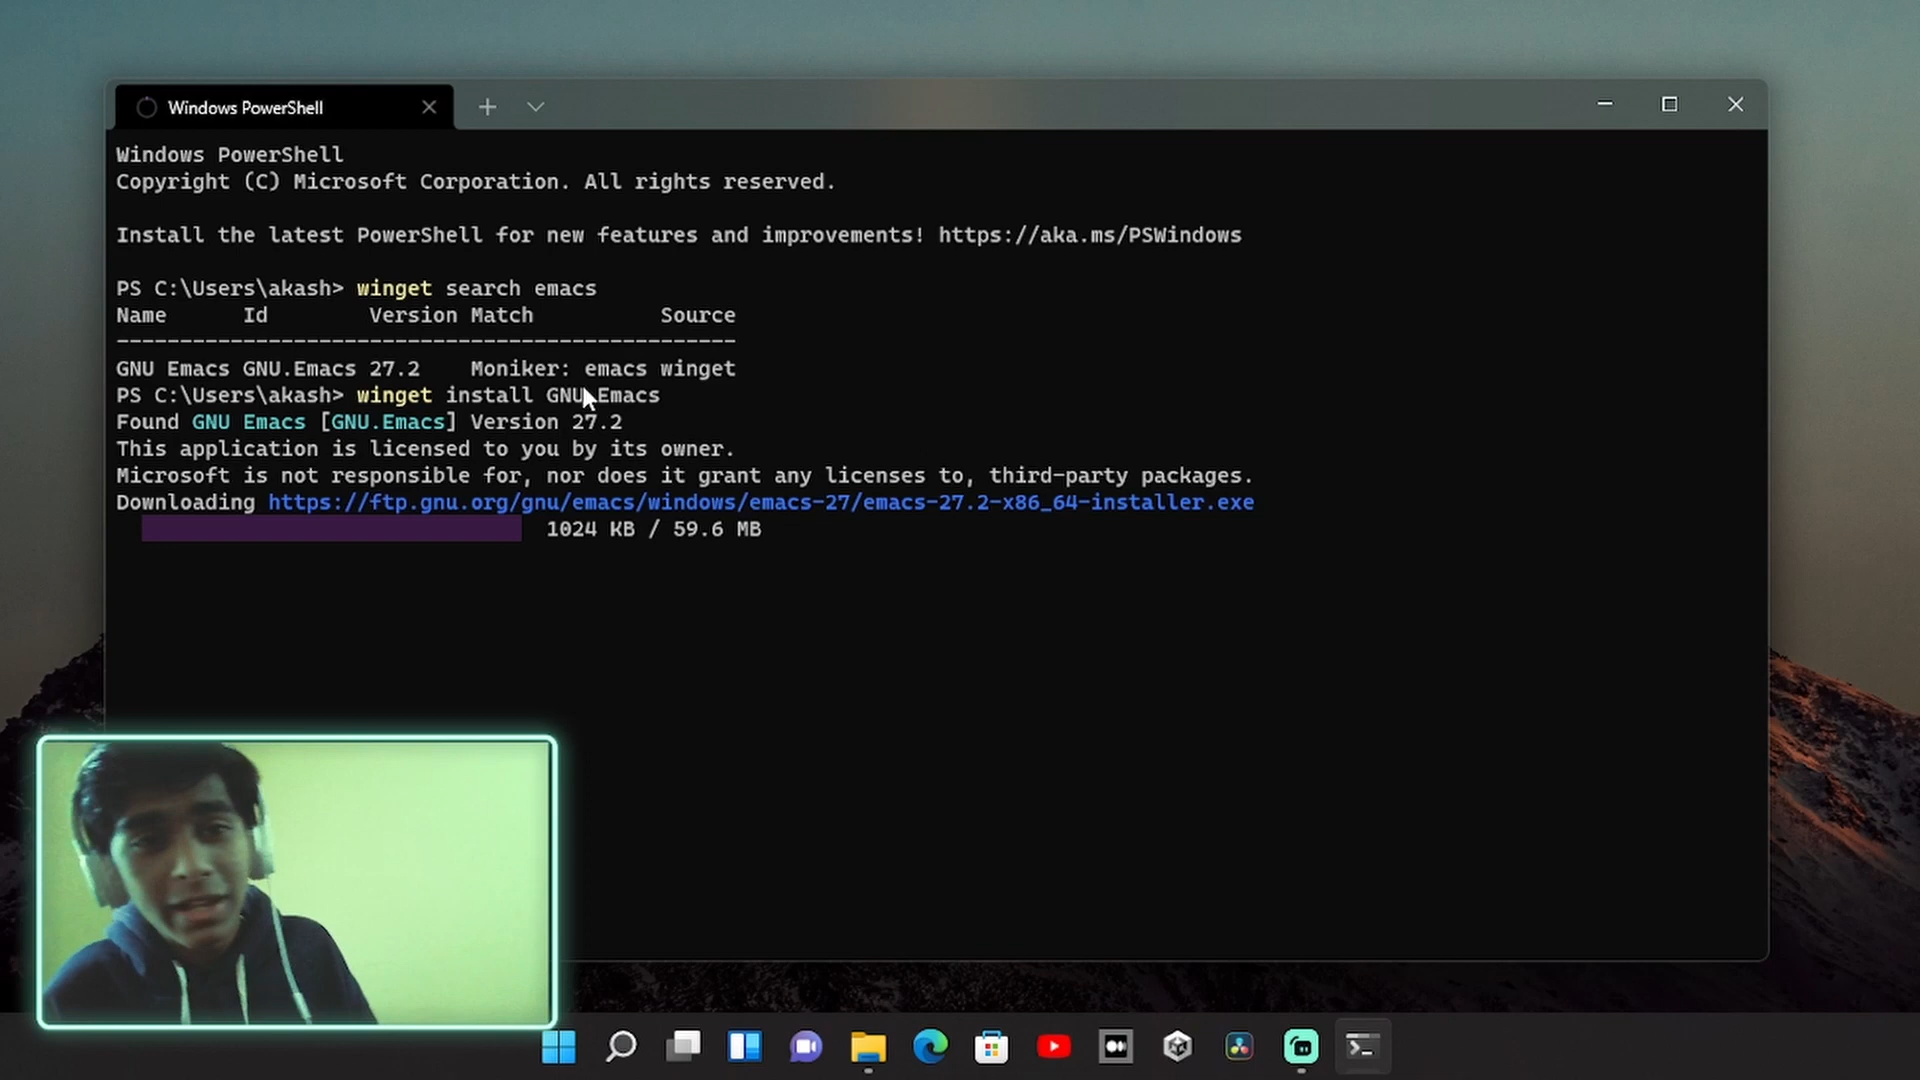 Windows PowerShell
Windows PowerShell
Copyright (C) Microsoft Corporation. All rights reserved.
Install the latest PowerShell for new features and improvements! https://aka.ms/PSWindows
PS C:\Users\akash> winget search emacs
Name Id Version Match Source
-------------------------------------------------
GNU Emacs GNU.Emacs 27.2 Moniker: emacs winget
PS C:\Users\akash> winget install GNU.Emacs
Found GNU Emacs [GNU.Emacs] Version 27.2
This application is licensed to you by its owner.
Microsoft is not responsible for, nor does it grant any licenses to, third-party packages.
Downloading https://ftp.gnu.org/gnu/emacs/windows/emacs-27/emacs-27.2-x86_64-installer.exe
1024 KB / 59.6 MB